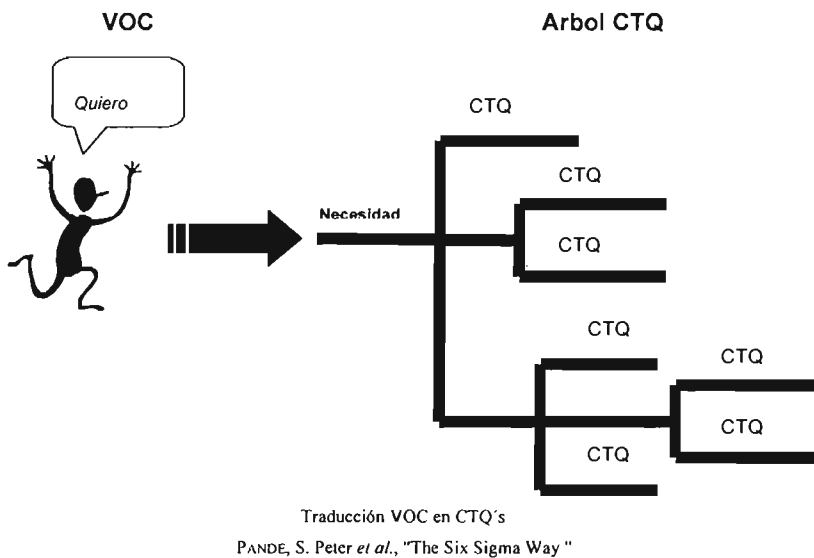 VOC
Arbol CTQ
Quiero
Necesidad
CTQ
CTQ
CTQ
CTQ
CTQ
CTQ
CTQ
Traducción VOC en CTQ´s
PANDE, S. Peter et al., "The Six Sigma Way "